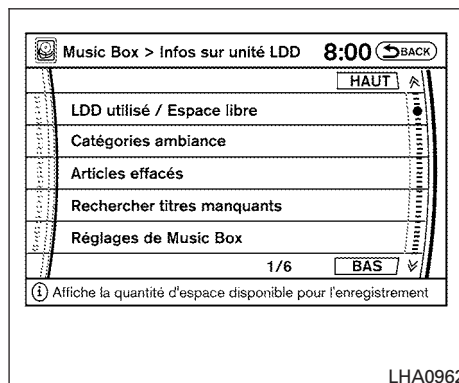 Music Box > Infos sur unité LDD 8:00 BACK
HAUT
LDD utilisé / Espace libre
Catégories ambiance
Articles effacés
Rechercher titres manquants
Réglages de Music Box
1/6 BAS
i Affiche la quantité d'espace disponible pour l'enregistrement
LHA0962